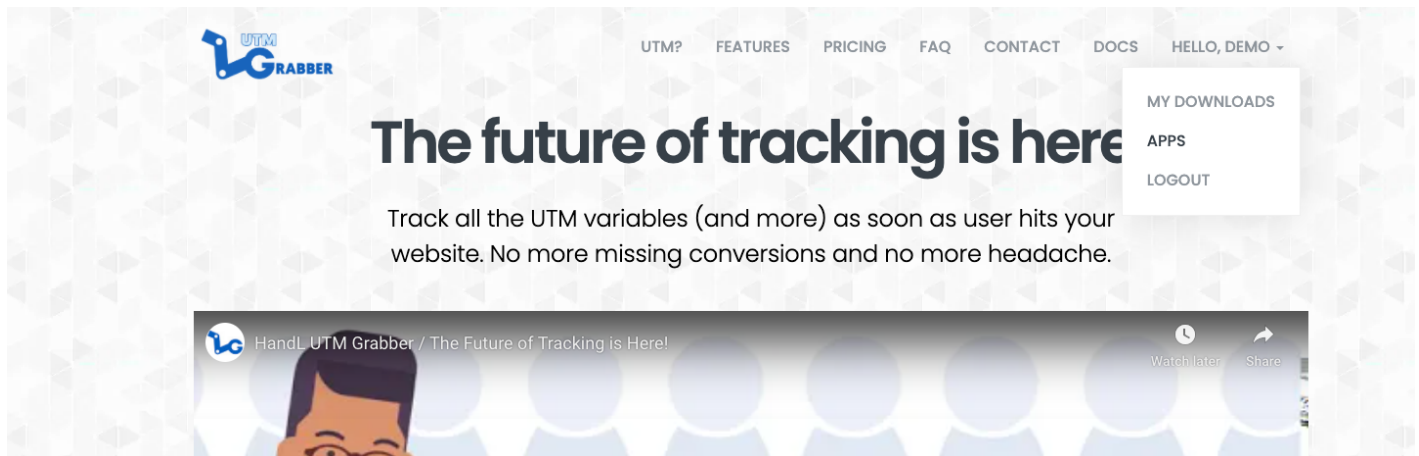 UTM
GRABBER
UTM? FEATURES PRICING FAQ CONTACT DOCS HELLO, DEMO
MY DOWNLOADS
APPS
LOGOUT
The future of tracking is here
Track all the UTM variables (and more) as soon as user hits your
website. No more missing conversions and no more headache.
HandL UTM Grabber / The Future of Tracking is Here!
Watch later Share